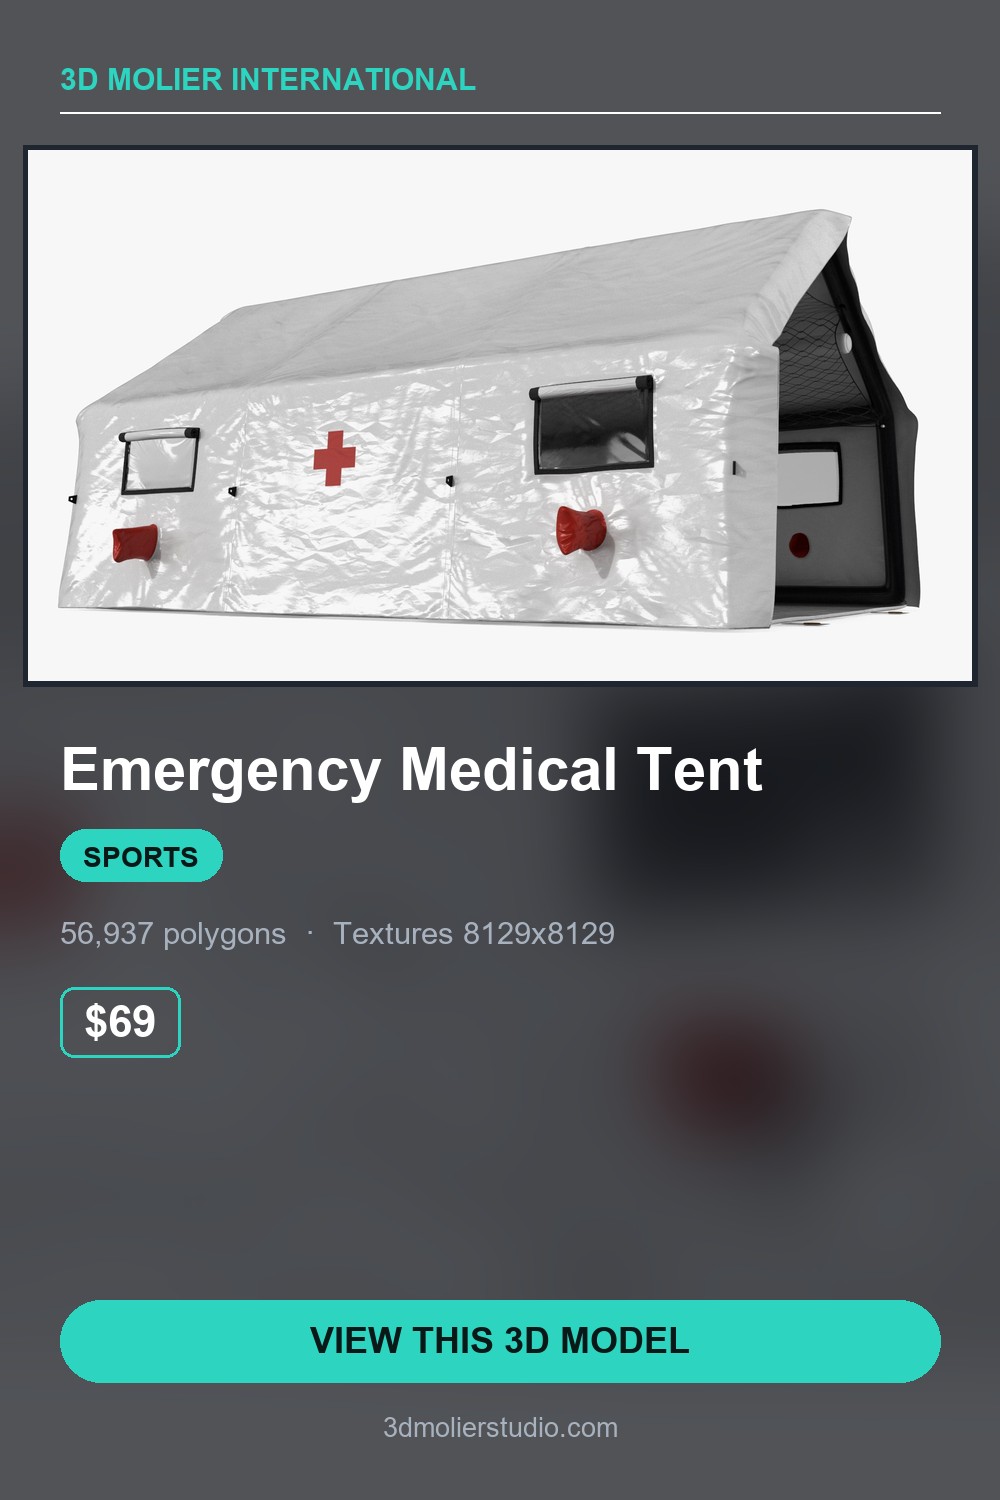 3D MOLIER INTERNATIONAL
Emergency Medical Tent
SPORTS
56,937 polygons · Textures 8129x8129
$69
VIEW THIS 3D MODEL
3dmolierstudio.com